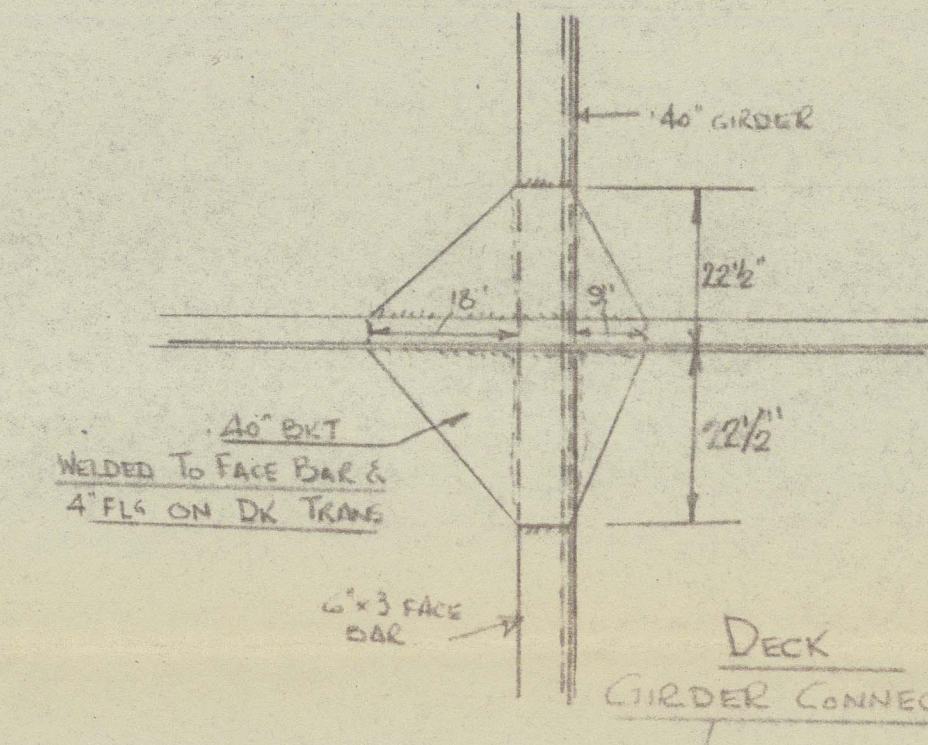 .40" GIRDER
22½"
18"
9"
22½"
.40" BKT
WELDED TO FACE BAR &
4" FLG ON DK TRANS
6" × 3 FACE
BAR
DECK
GIRDER CONNEC